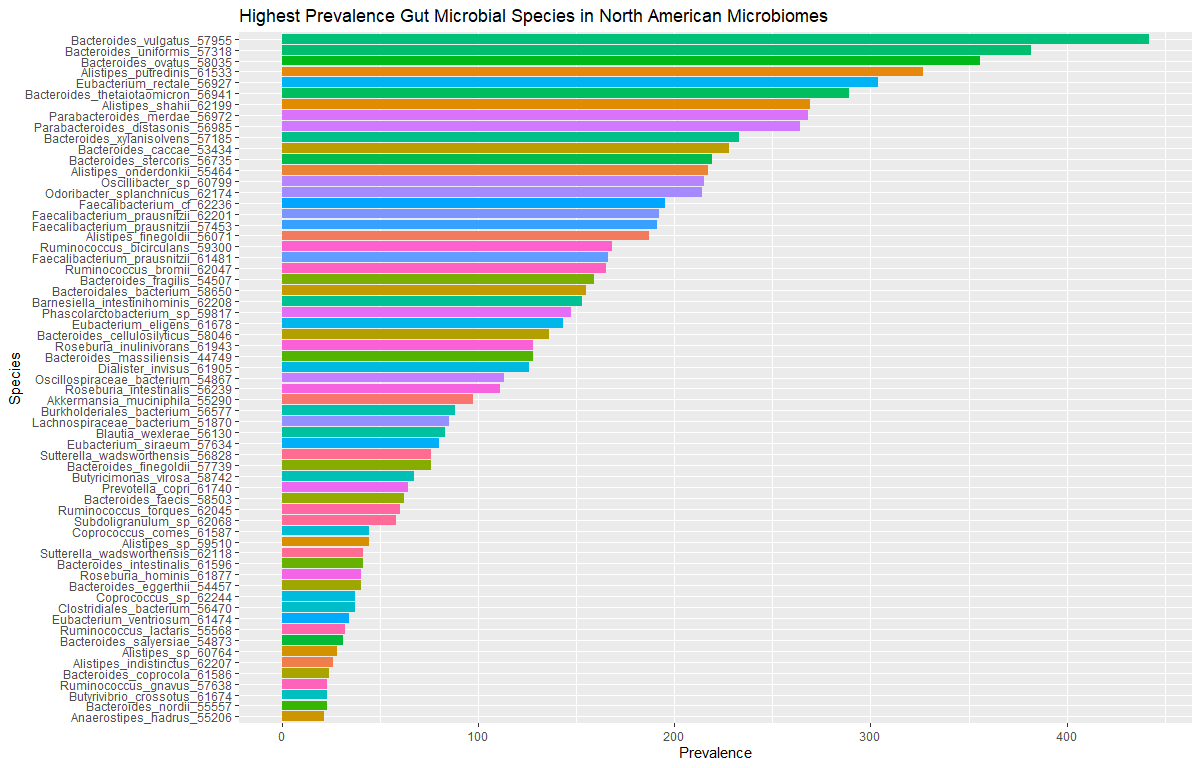 Highest Prevalence Gut Microbial Species in North American Microbiomes
Bacteroides_vulgatus_57955
Bacteroides_uniformis_57318
Bacteroides_ovatus_58035
Alistipes_putredinis_61533
Eubacterium_rectale_56927
Bacteroides_thetaiotaomicron_56941
Alistipes_shahii_62199
Parabacteroides_merdae_56972
Parabacteroides_distasonis_56985
Bacteroides_xylanisolvens_57185
Bacteroides_caccae_53434
Bacteroides_stercoris_56735
Alistipes_onderdonkii_55464
Oscillibacter_sp_60799
Odoribacter_splanchnicus_62174
Faecalibacterium_cf_62236
Faecalibacterium_prausnitzii_62201
Faecalibacterium_prausnitzii_57453
Alistipes_finegoldii_56071
Ruminococcus_bicirculans_59300
Faecalibacterium_prausnitzii_61481
Ruminococcus_bromii_62047
Bacteroides_fragilis_54507
Bacteroidales_bacterium_58650
Barnesiella_intestinihominis_62208
Phascolarctobacterium_sp_59817
Eubacterium_eligens_61678
Bacteroides_cellulosilyticus_58046
Roseburia_inulinivorans_61943
Bacteroides_massiliensis_44749
Dialister_invisus_61905
Oscillospiraceae_bacterium_54867
Roseburia_intestinalis_56239
Akkermansia_muciniphila_55290
Burkholderiales_bacterium_56577
Lachnospiraceae_bacterium_51870
Blautia_wexlerae_56130
Eubacterium_siraeum_57634
Sutterella_wadsworthensis_56828
Bacteroides_finegoldii_57739
Butyricimonas_virosa_58742
Prevotella_copri_61740
Bacteroides_faecis_58503
Ruminococcus_torques_62045
Subdoligranulum_sp_62068
Coprococcus_comes_61587
Alistipes_sp_59510
Sutterella_wadsworthensis_62118
Bacteroides_intestinalis_61596
Roseburia_hominis_61877
Bacteroides_eggerthii_54457
Coprococcus_sp_62244
Clostridiales_bacterium_56470
Eubacterium_ventriosum_61474
Ruminococcus_lactaris_55568
Bacteroides_salyersiae_54873
Alistipes_sp_60764
Alistipes_indistinctus_62207
Bacteroides_coprocola_61586
Ruminococcus_gnavus_57638
Butyrivibrio_crossotus_61674
Bacteroides_nordii_55557
Anaerostipes_hadrus_55206
Species
0 100 200 300 400
Prevalence